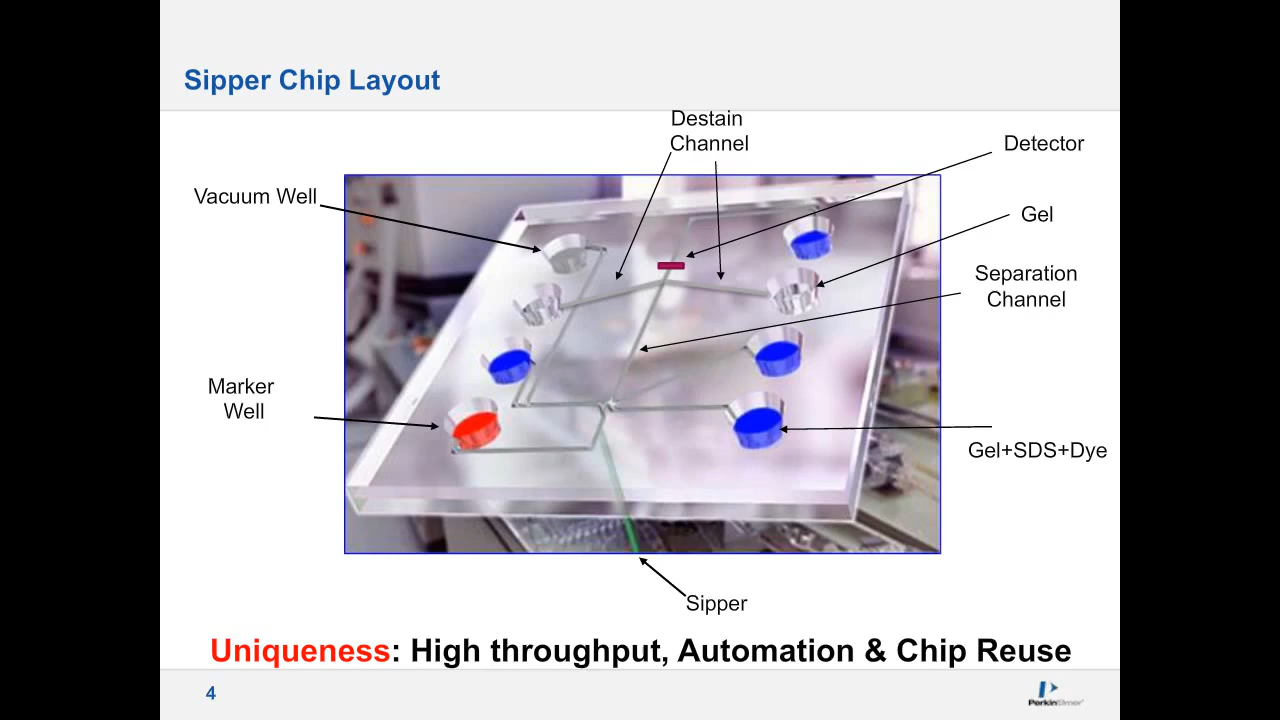 Sipper Chip Layout
Destain
Channel
Detector
Vacuum Well
Gel
Separation
Channel
Marker
Well
Gel+SDS+Dye
Sipper
Uniqueness: High throughput, Automation & Chip Reuse
4
PerkinElmer